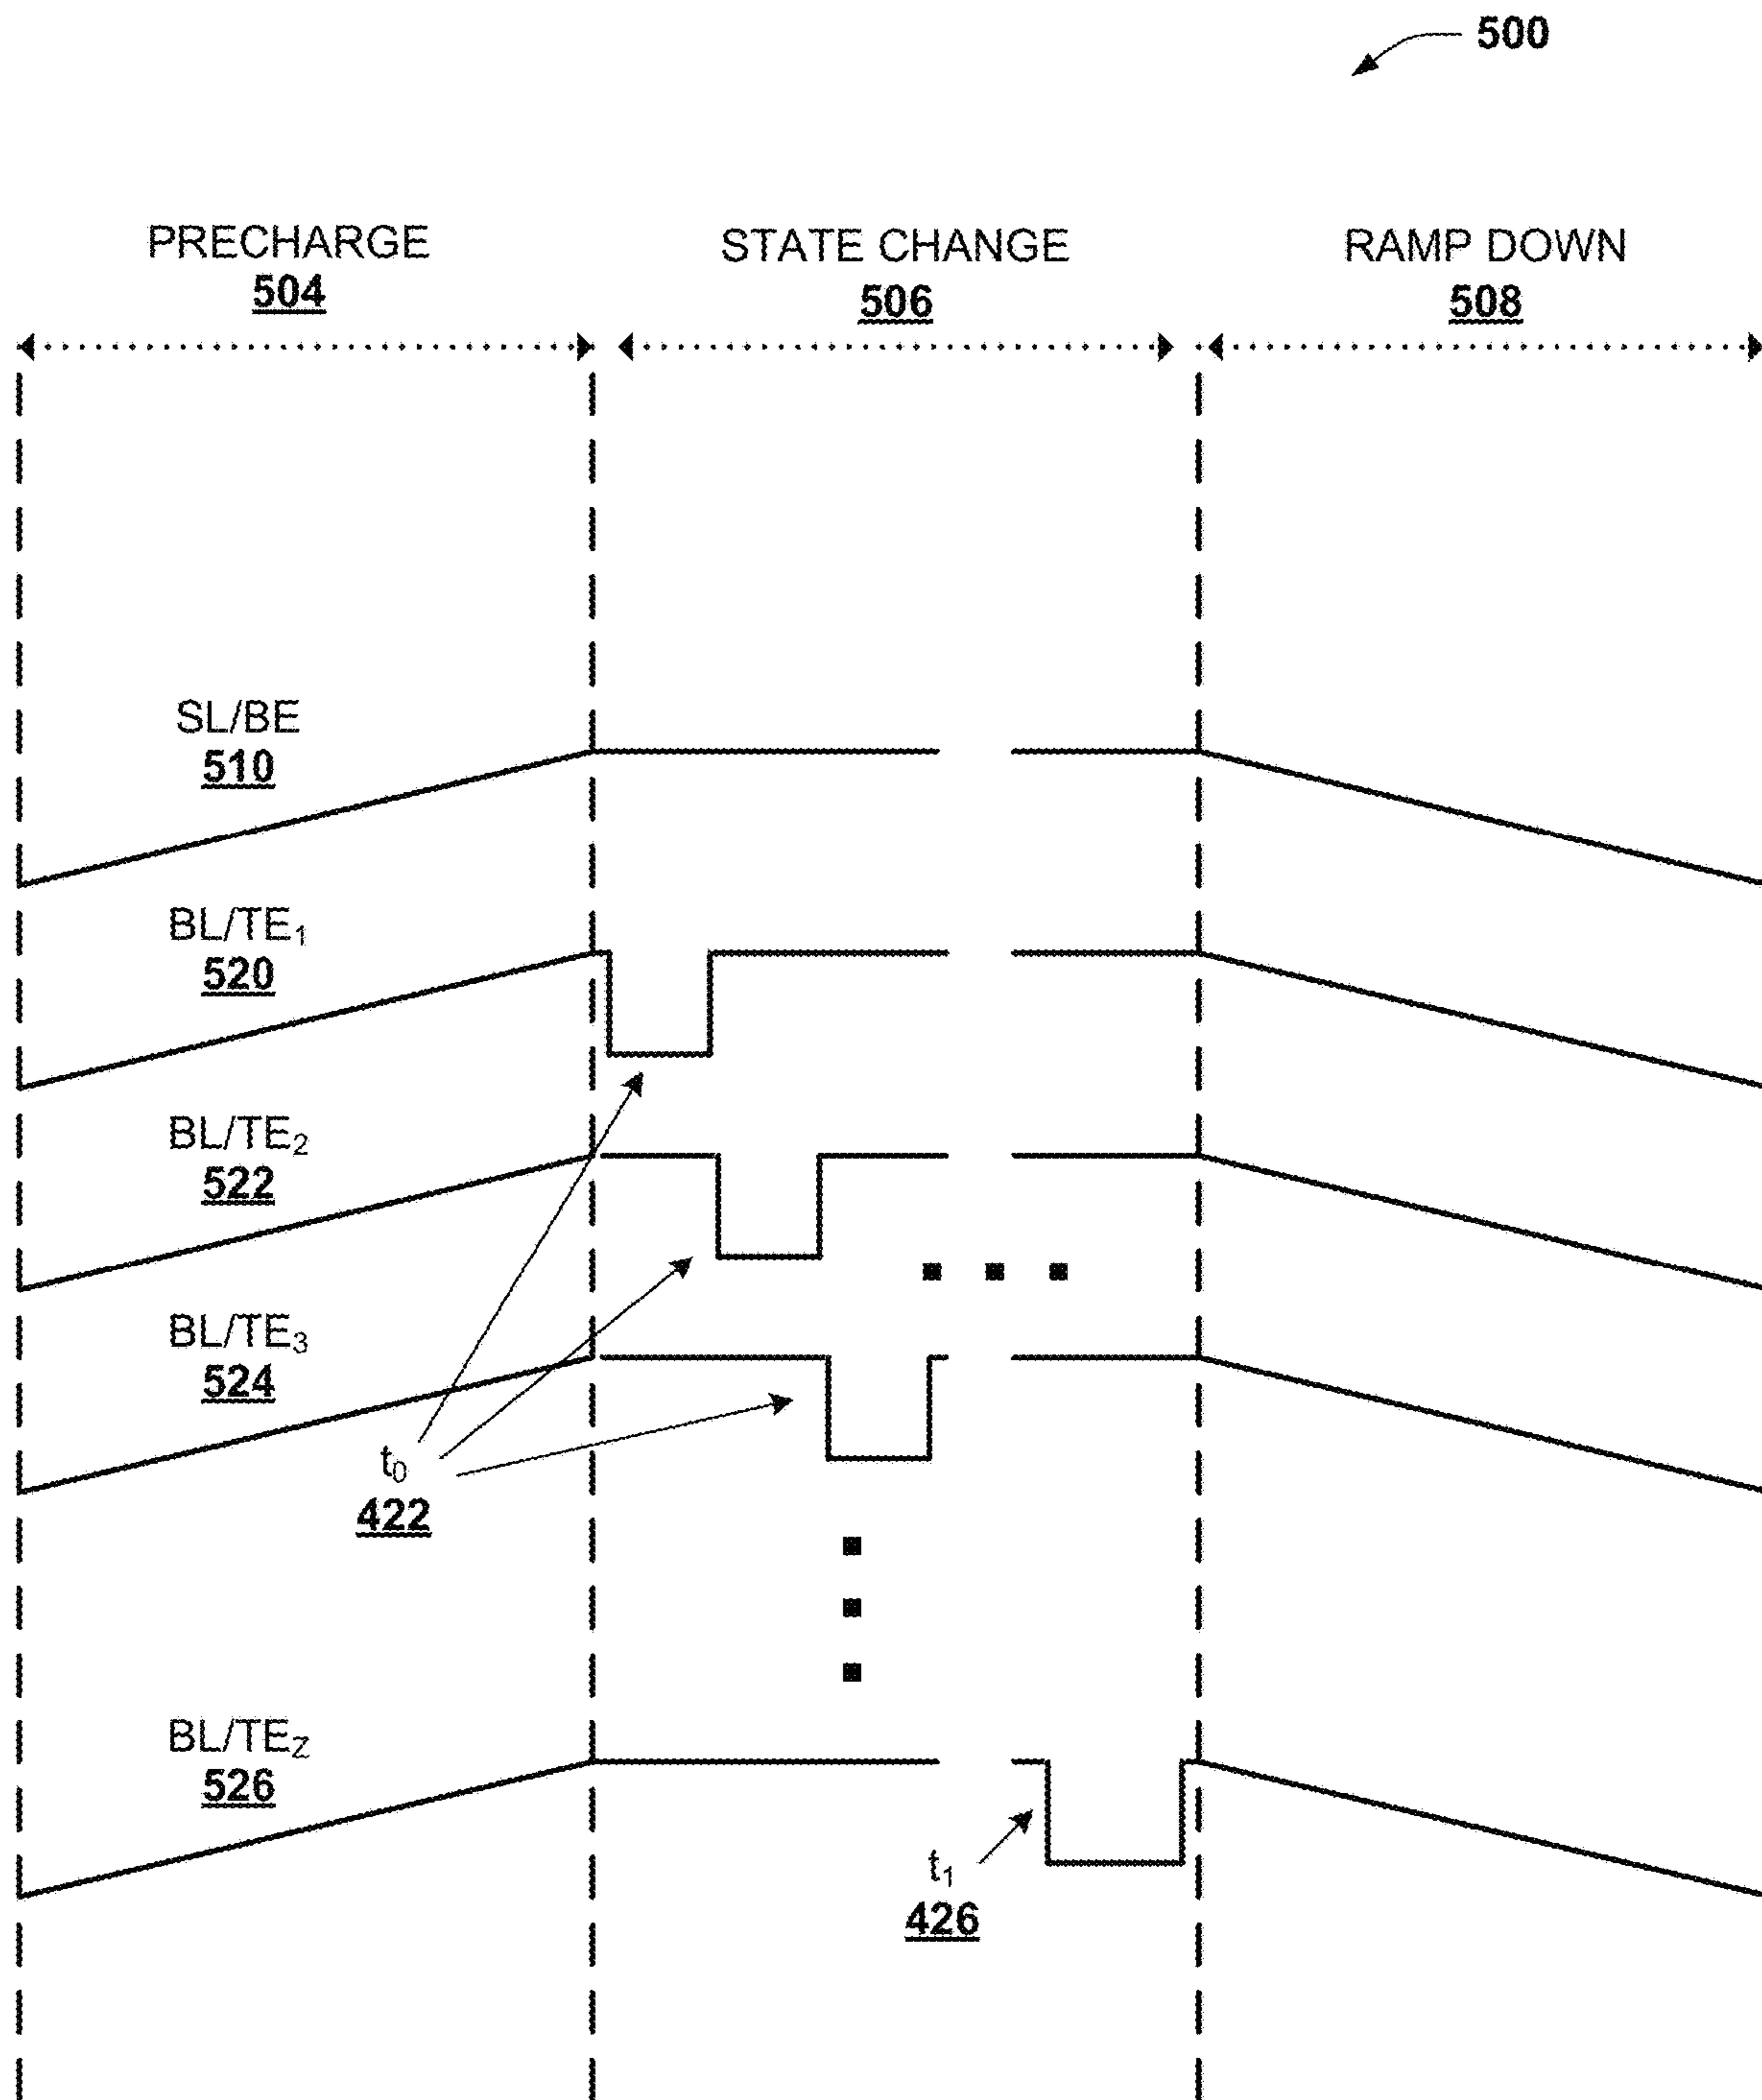 500
PRECHARGE
504
STATE CHANGE
506
RAMP DOWN
508
SL/BE
510
BL/TE₁
520
BL/TE₂
522
BL/TE₃
524
t₀
422
BL/TE_Z
526
t₁
426